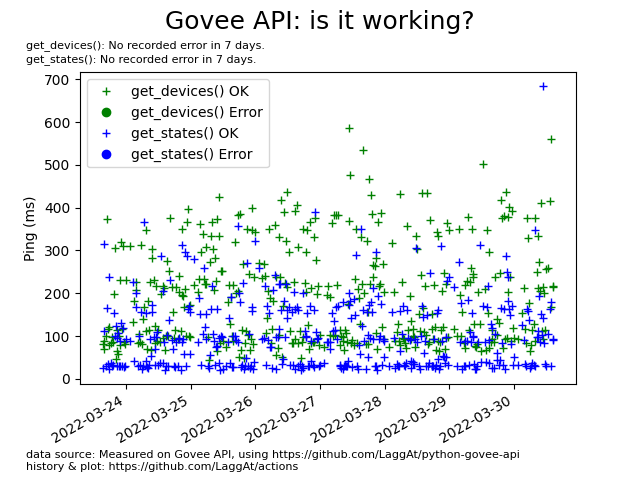 Govee API: is it working?
get_devices(): No recorded error in 7 days.
get_states(): No recorded error in 7 days.
700
600
500
400
300
200
100
0
Ping (ms)
get_devices() OK
get_devices() Error
get_states() OK
get_states() Error
2022-03-24
2022-03-25
2022-03-26
2022-03-27
2022-03-28
2022-03-29
2022-03-30
data source: Measured on Govee API, using https://github.com/LaggAt/python-govee-api
history & plot: https://github.com/LaggAt/actions